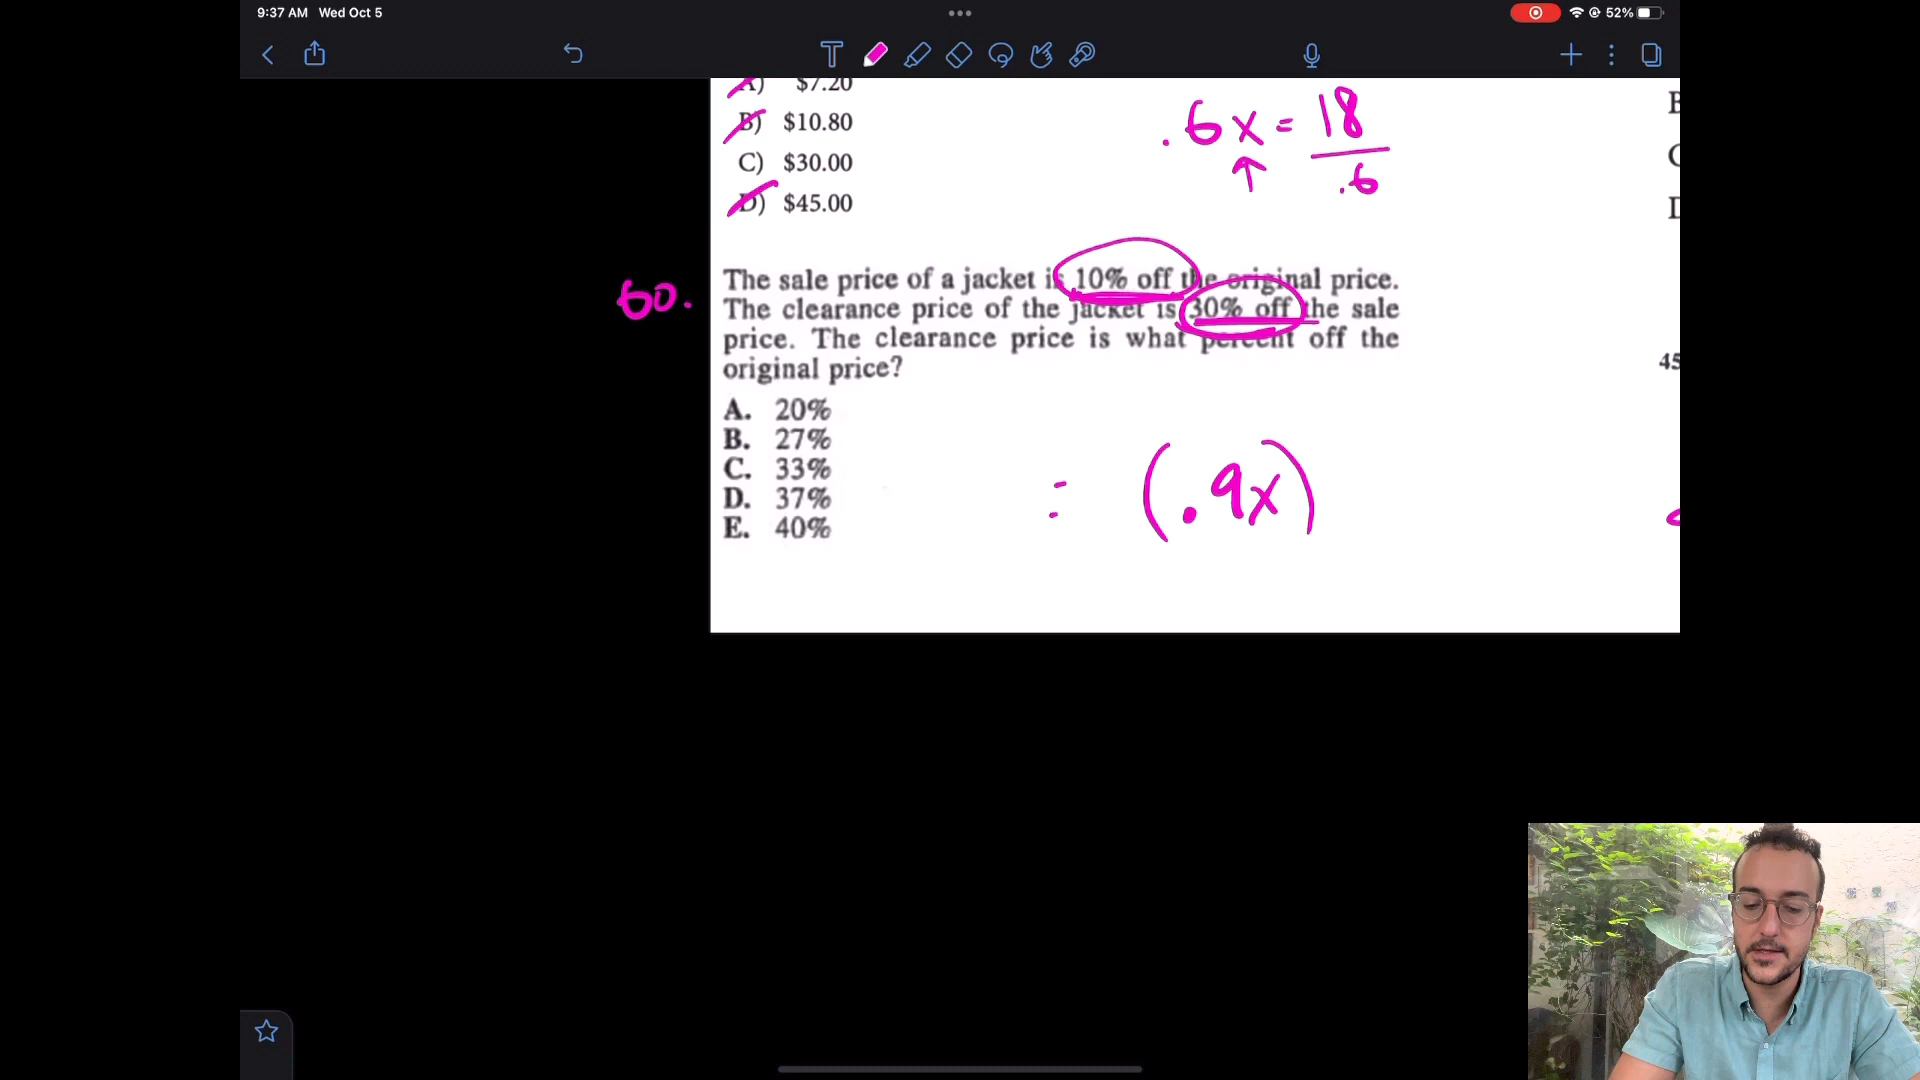 9:37 AM Wed Oct 5
52%
A) $7.20
B) $10.80
C) $30.00
D) $45.00
.6x = 18
.6
60.
The sale price of a jacket is 10% off the original price.
The clearance price of the jacket is 30% off the sale
price. The clearance price is what percent off the
original price?
A. 20%
B. 27%
C. 33%
D. 37%
E. 40%
= (.9x)
45